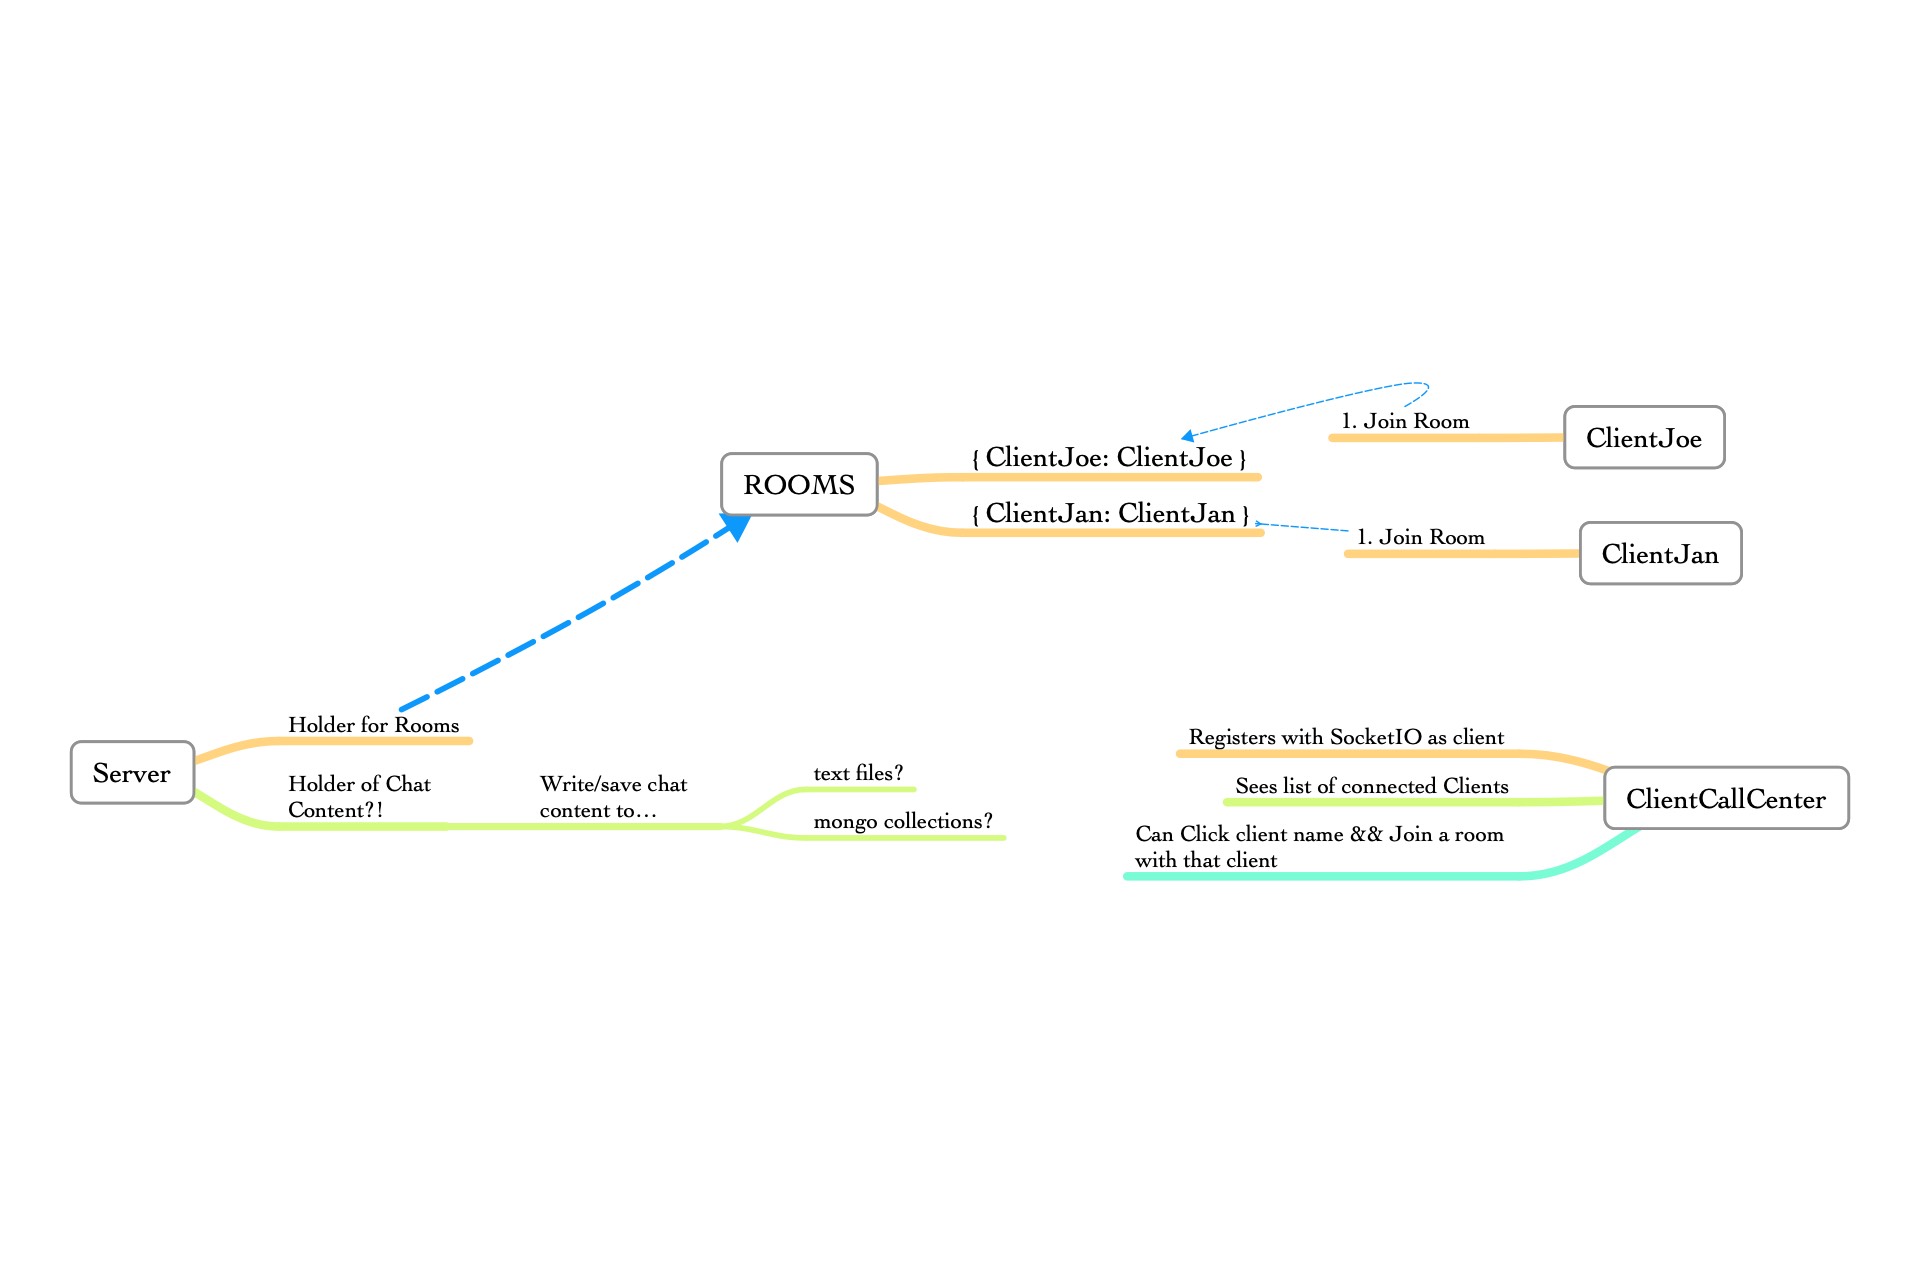 1. Join Room
ClientJoe
{ ClientJoe: ClientJoe }
ROOMS
{ ClientJan: ClientJan }
1. Join Room
ClientJan
Holder for Rooms
Server
Holder of Chat
Content?!
Write/save chat
content to…
text files?
mongo collections?
Registers with SocketIO as client
Sees list of connected Clients
ClientCallCenter
Can Click client name && Join a room
with that client